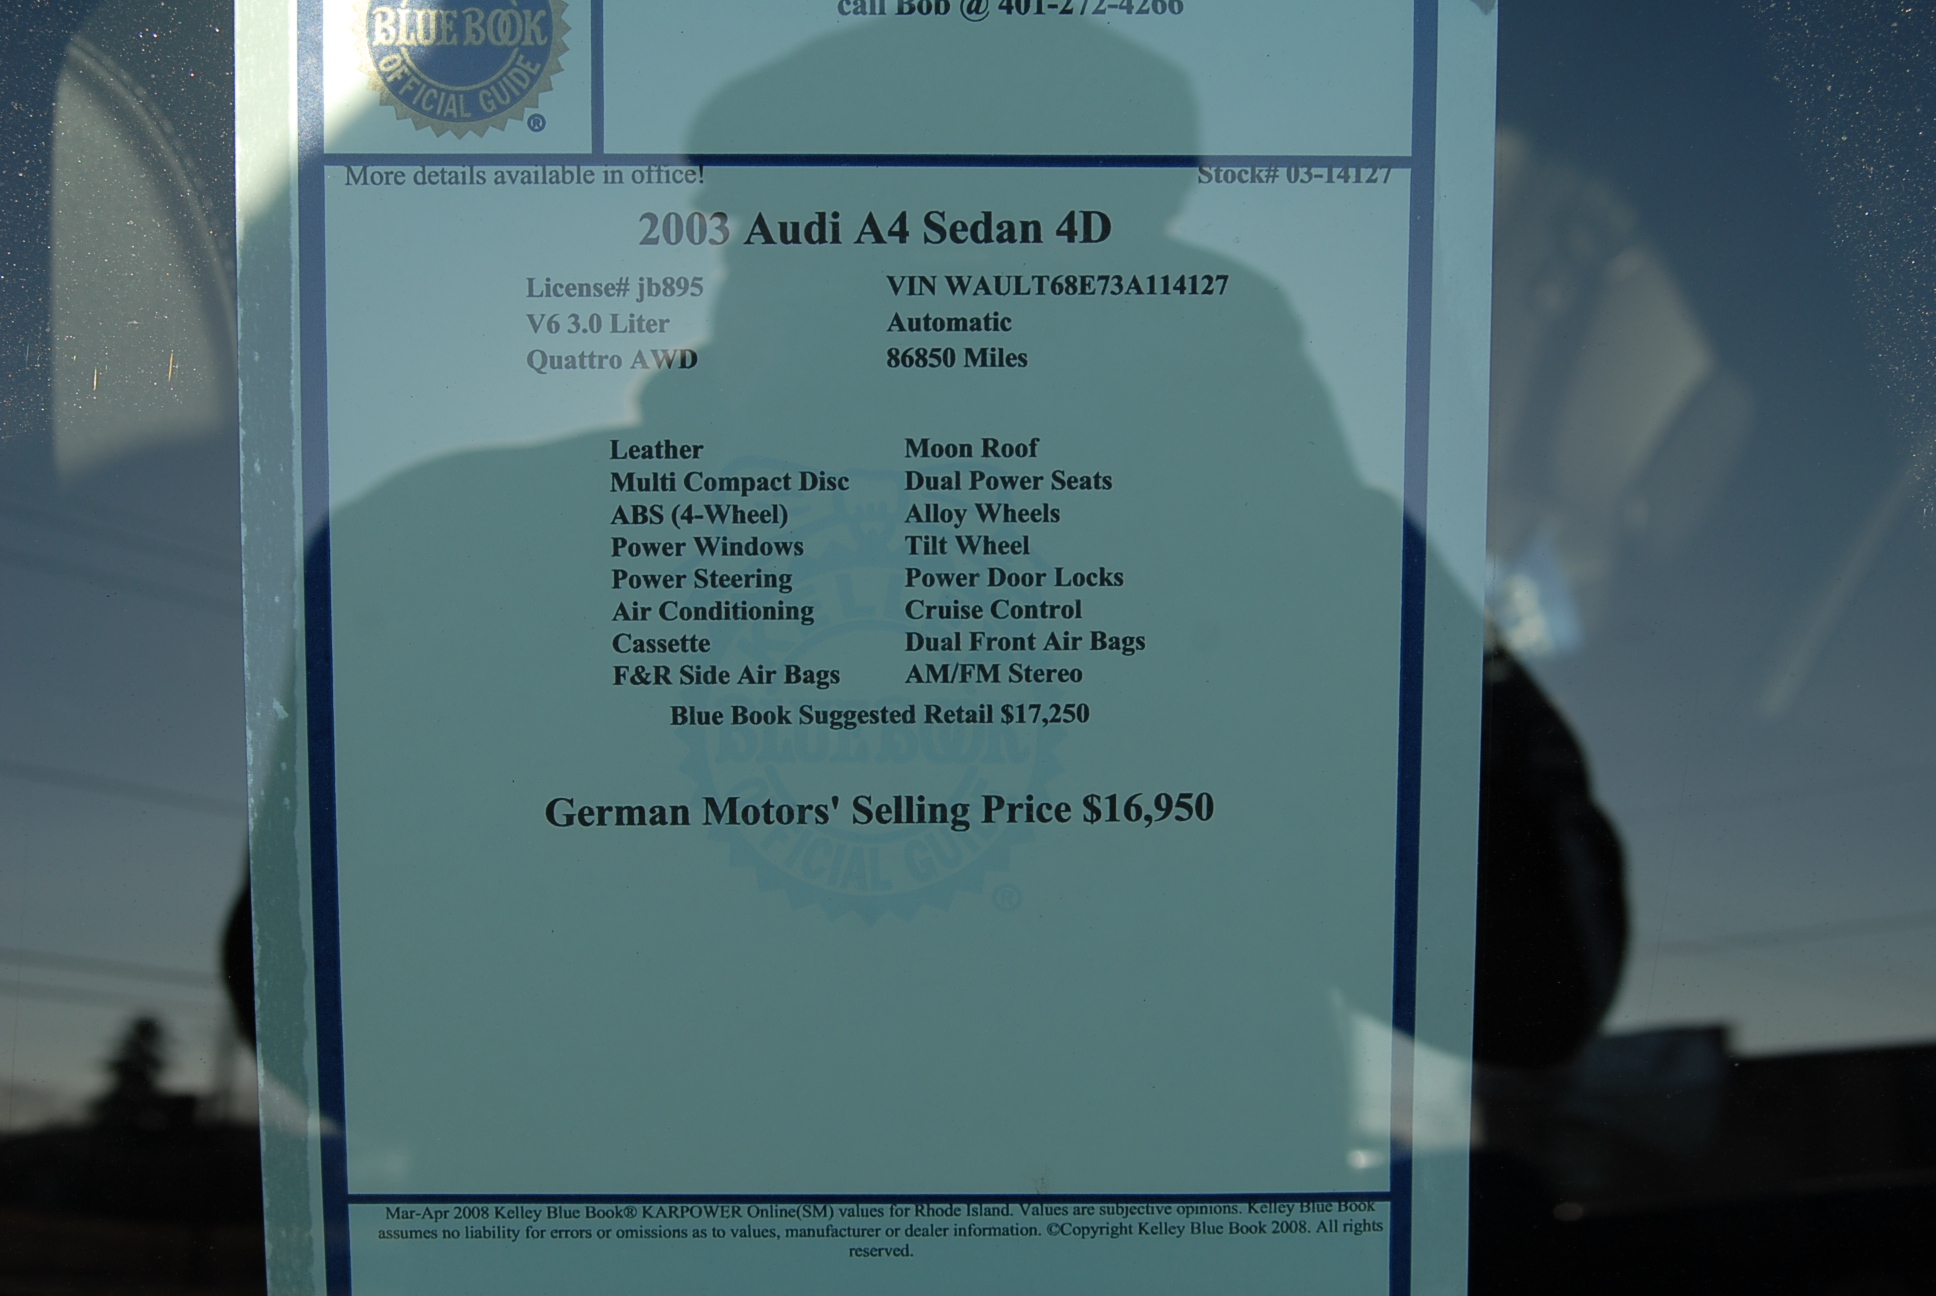 BLUE BOOK
OFFICIAL GUIDE
®
call Bob @ 401-272-4266
More details available in office!
Stock# 03-14127
2003 Audi A4 Sedan 4D
License# jb895 VIN WAULT68E73A114127
V6 3.0 Liter Automatic
Quattro AWD 86850 Miles
Leather Moon Roof
Multi Compact Disc Dual Power Seats
ABS (4-Wheel) Alloy Wheels
Power Windows Tilt Wheel
Power Steering Power Door Locks
Air Conditioning Cruise Control
Cassette Dual Front Air Bags
F&R Side Air Bags AM/FM Stereo
Blue Book Suggested Retail $17,250
German Motors' Selling Price $16,950
KELLEY
BLUE BOOK
OFFICIAL GUIDE
®
Mar-Apr 2008 Kelley Blue Book® KARPOWER Online(SM) values for Rhode Island. Values are subjective opinions. Kelley Blue Book
assumes no liability for errors or omissions as to values, manufacturer or dealer information. ©Copyright Kelley Blue Book 2008. All rights
reserved.